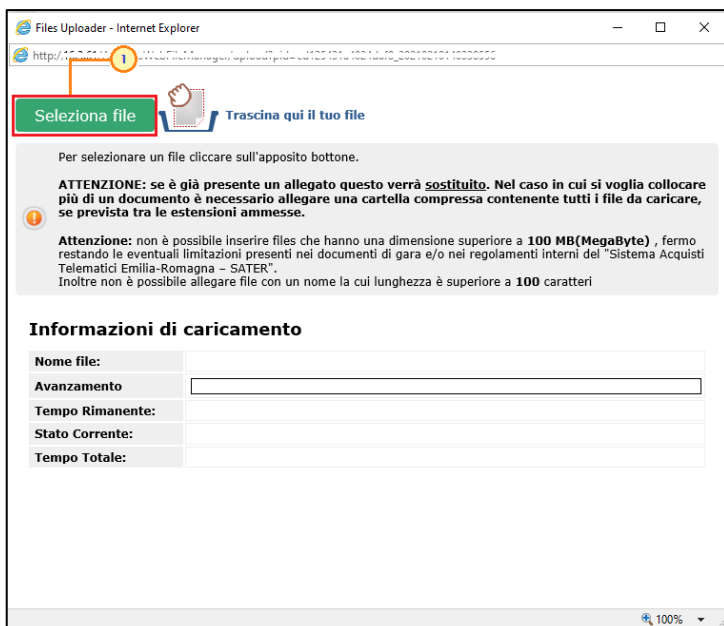 Files Uploader - Internet Explorer
1
Seleziona file
Trascina qui il tuo file
Per selezionare un file cliccare sull'apposito bottone.
ATTENZIONE: se è già presente un allegato questo verrà sostituito. Nel caso in cui si voglia collocare
più di un documento è necessario allegare una cartella compressa contenente tutti i file da caricare,
se prevista tra le estensioni ammesse.
Attenzione: non è possibile inserire files che hanno una dimensione superiore a 100 MB(MegaByte) , fermo
restando le eventuali limitazioni presenti nei documenti di gara e/o nei regolamenti interni del "Sistema Acquisti
Telematici Emilia-Romagna – SATER".
Inoltre non è possibile allegare file con un nome la cui lunghezza è superiore a 100 caratteri
Informazioni di caricamento
Nome file:
Avanzamento
Tempo Rimanente:
Stato Corrente:
Tempo Totale:
100%